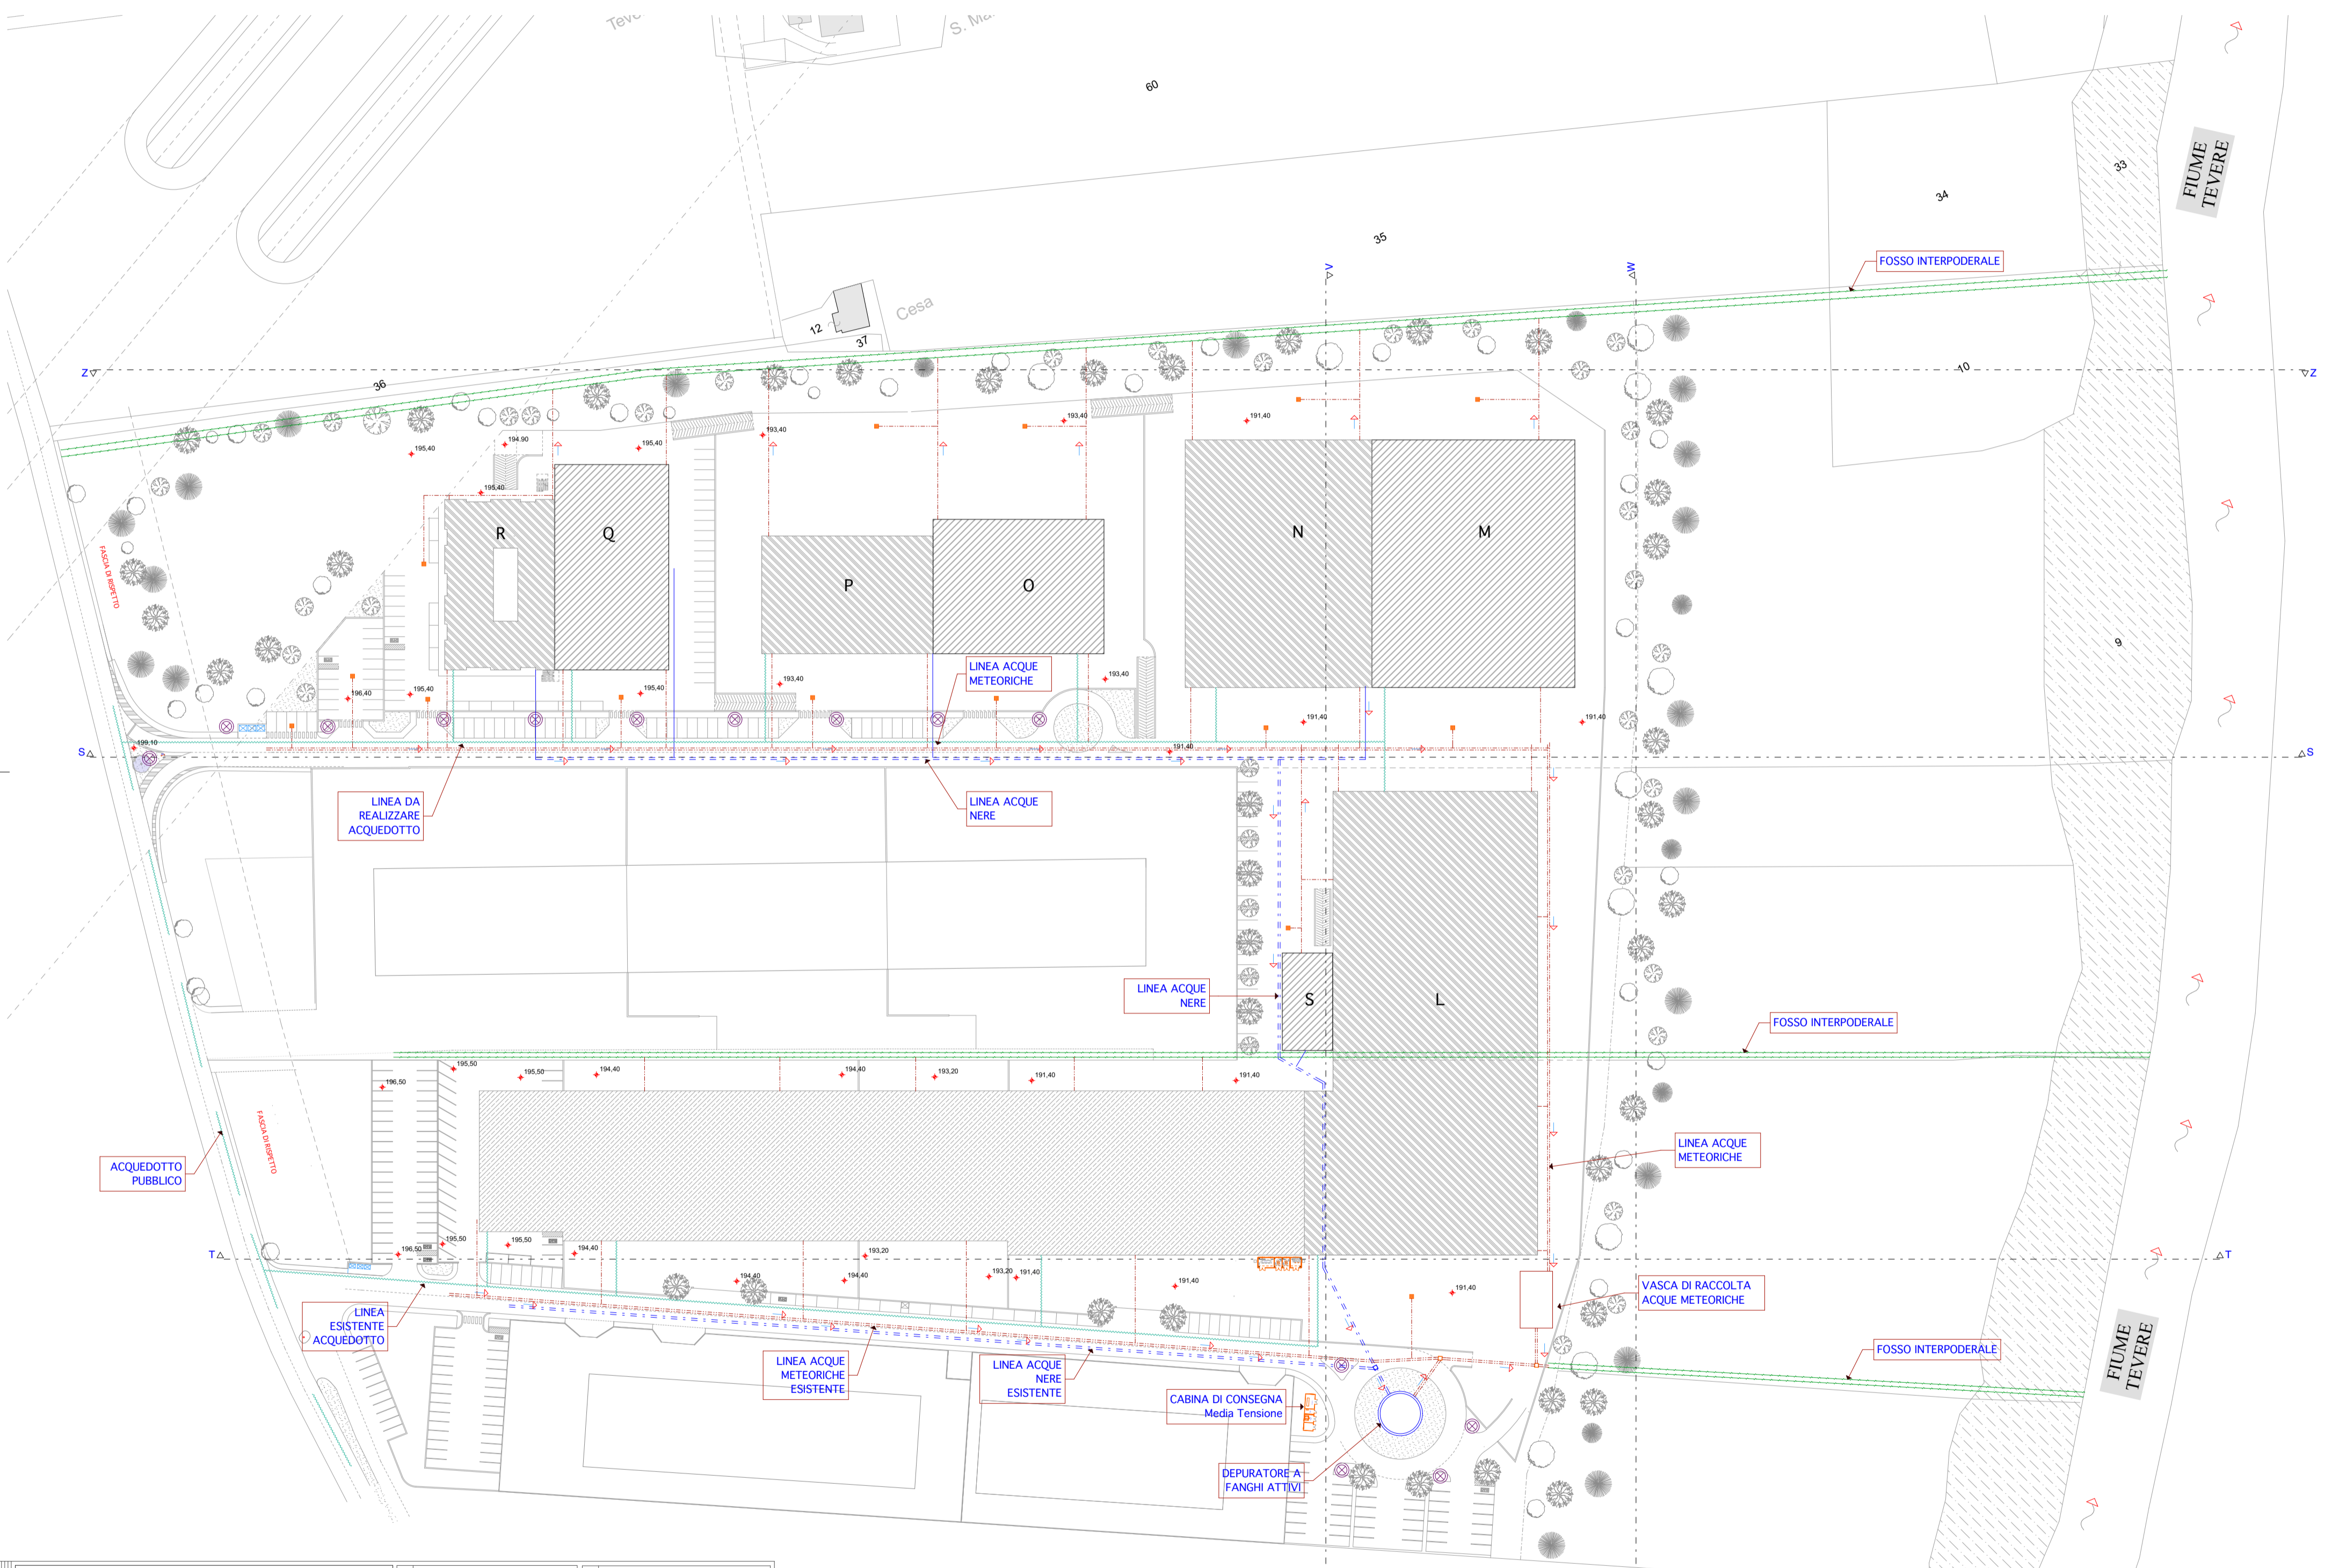 60
FIUME
TEVERE
33
34
35
FOSSO INTERPODERALE
V
W
12
Cesa
37
Z
36
10
Z
193,40
191,40
193,40
194.90
195,40
195,40
195,40
R
Q
N
M
FASCIA DI RISPETTO
P
O
9
LINEA ACQUE
METEORICHE
193,40
193,40
196,40
195,40
195,40
191,40
191,40
199,10
191,40
S
S
LINEA DA
REALIZZARE
ACQUEDOTTO
LINEA ACQUE
NERE
LINEA ACQUE
NERE
S
L
FOSSO INTERPODERALE
195,50
195,50
194,40
194,40
193,20
191,40
191,40
196,50
FASCIA DI RISPETTO
LINEA ACQUE
METEORICHE
ACQUEDOTTO
PUBBLICO
195,50
195,50
196,50
194,40
193,20
T
T
194,40
194,40
193,20
191,40
191,40
191,40
VASCA DI RACCOLTA
ACQUE METEORICHE
LINEA
ESISTENTE
ACQUEDOTTO
FOSSO INTERPODERALE
FIUME
TEVERE
LINEA ACQUE
METEORICHE
ESISTENTE
LINEA ACQUE
NERE
ESISTENTE
CABINA DI CONSEGNA
Media Tensione
DEPURATORE A
FANGHI ATTIVI